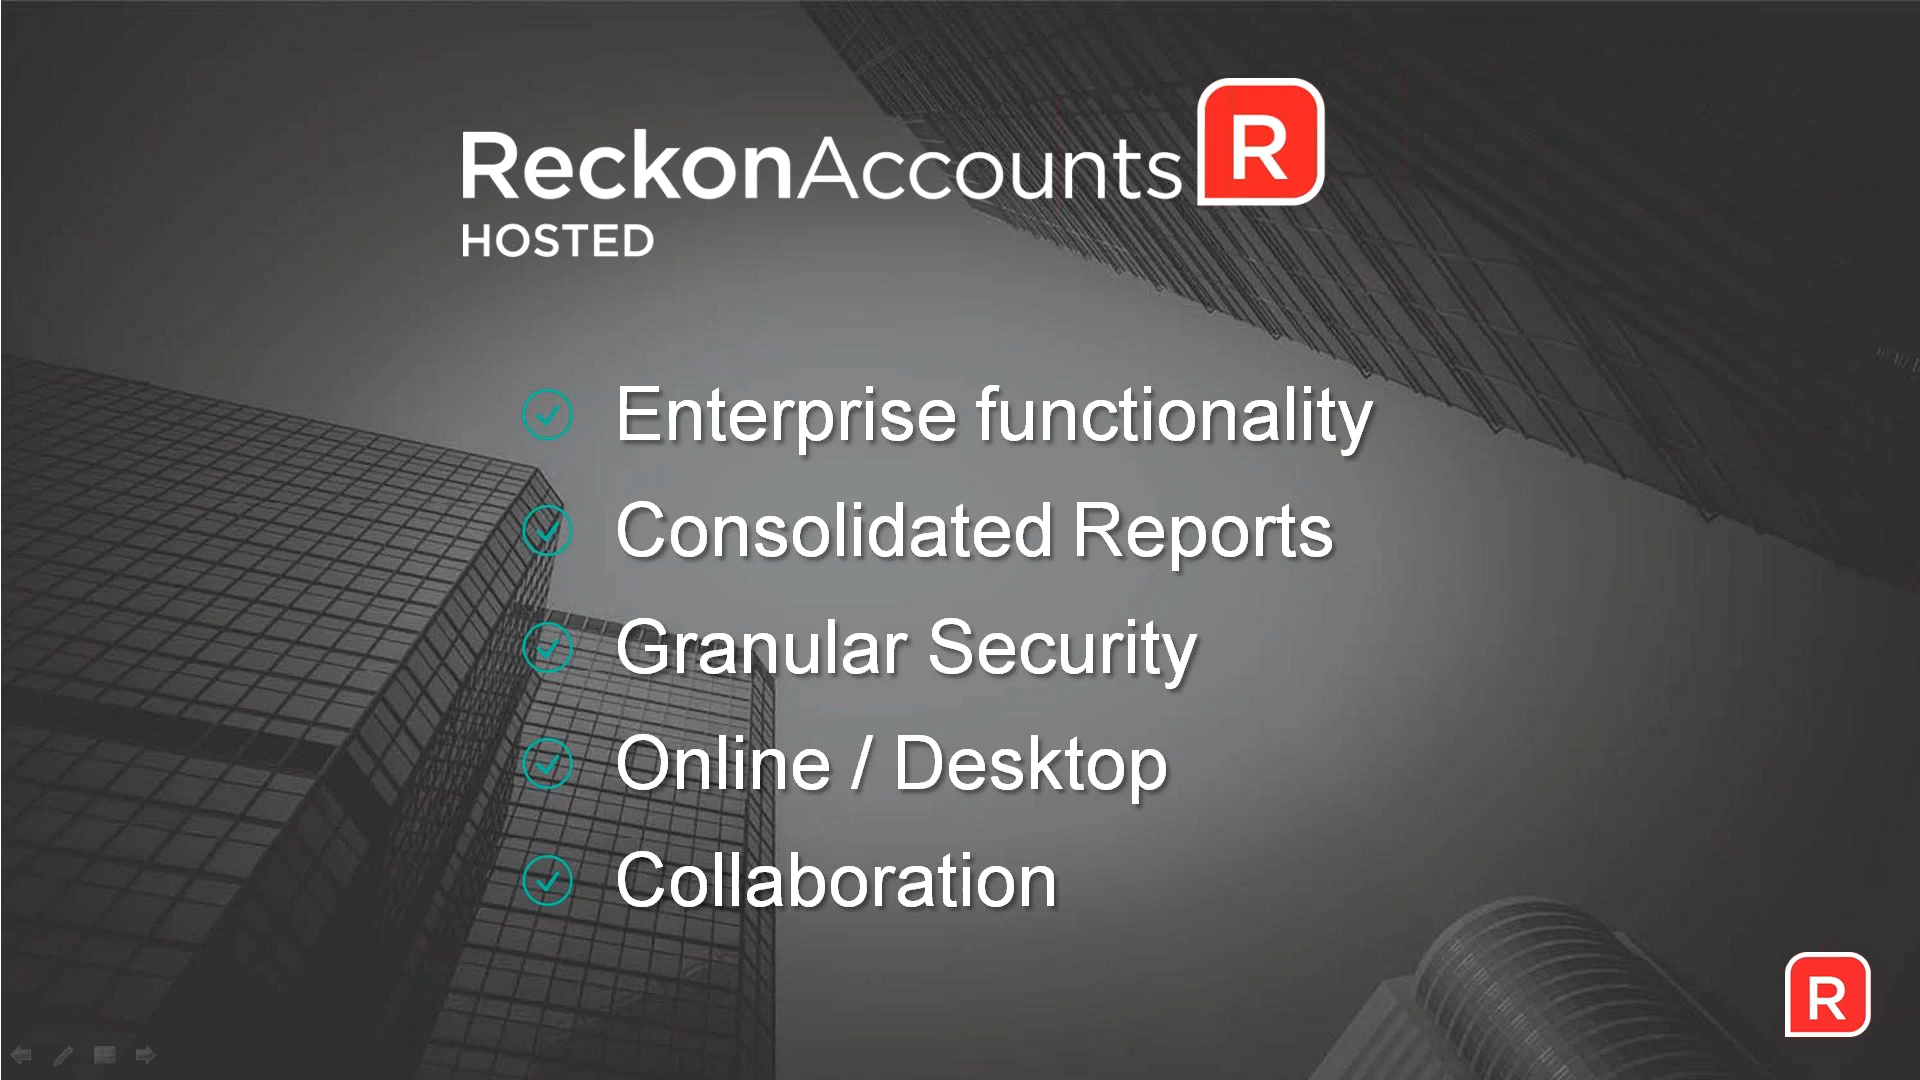 ReckonAccounts R
HOSTED
Enterprise functionality
Consolidated Reports
Granular Security
Online / Desktop
Collaboration
R